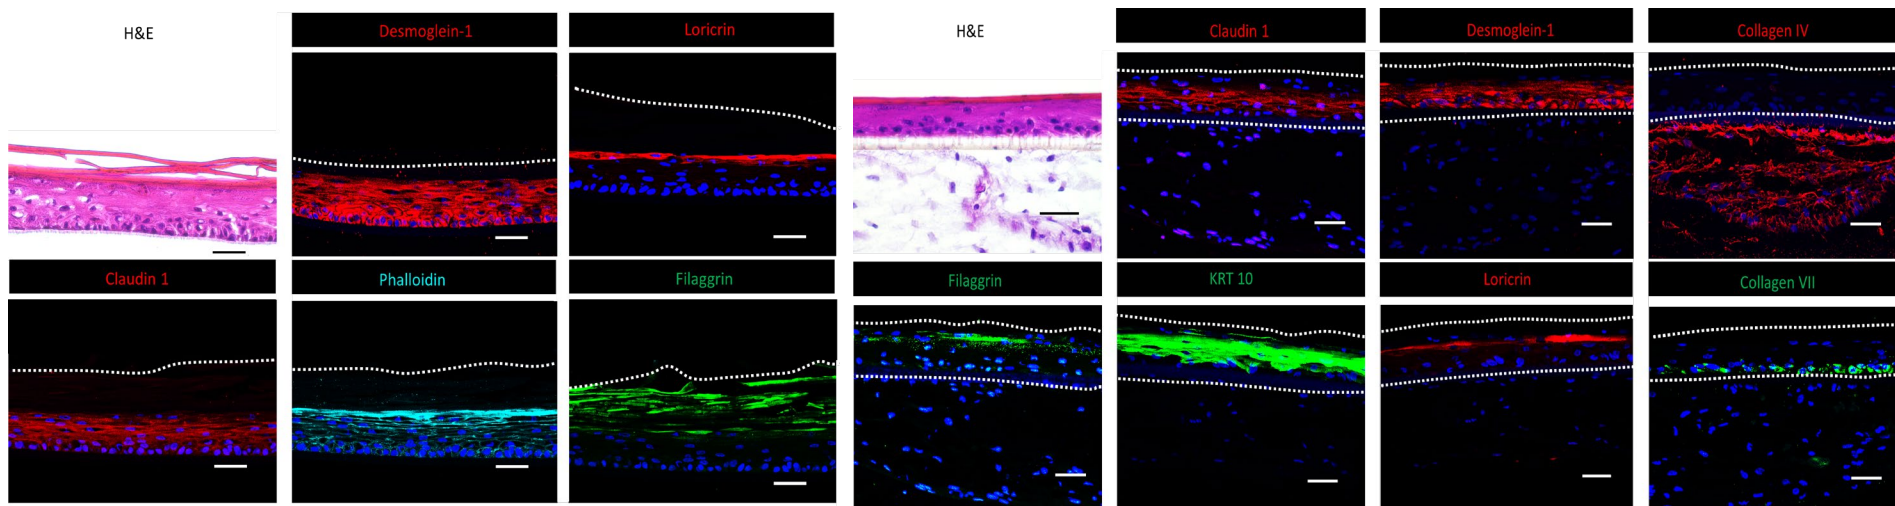 H&E
Desmoglein-1
Loricrin
H&E
Claudin 1
Desmoglein-1
Collagen IV
Claudin 1
Phalloidin
Filaggrin
Filaggrin
KRT 10
Loricrin
Collagen VII